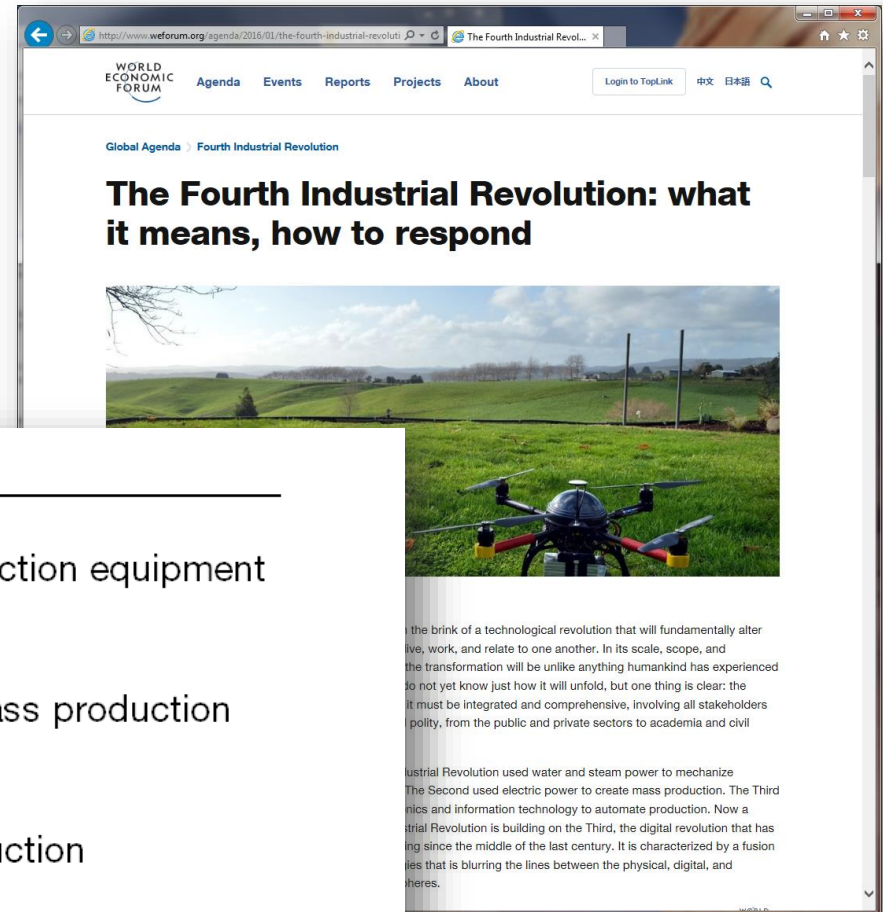 http://www.weforum.org/agenda/2016/01/the-fourth-industrial-revoluti
The Fourth Industrial Revol...
WORLD
ECONOMIC
FORUM
Agenda Events Reports Projects About
Login to TopLink 中文 日本語
Global Agenda Fourth Industrial Revolution
The Fourth Industrial Revolution: what
it means, how to respond
ction equipment
ass production
uction
the brink of a technological revolution that will fundamentally alter
live, work, and relate to one another. In its scale, scope, and
the transformation will be unlike anything humankind has experienced
do not yet know just how it will unfold, but one thing is clear: the
it must be integrated and comprehensive, involving all stakeholders
polity, from the public and private sectors to academia and civil
ustrial Revolution used water and steam power to mechanize
The Second used electric power to create mass production. The Third
nics and information technology to automate production. Now a
strial Revolution is building on the Third, the digital revolution that has
ing since the middle of the last century. It is characterized by a fusion
ies that is blurring the lines between the physical, digital, and
heres.